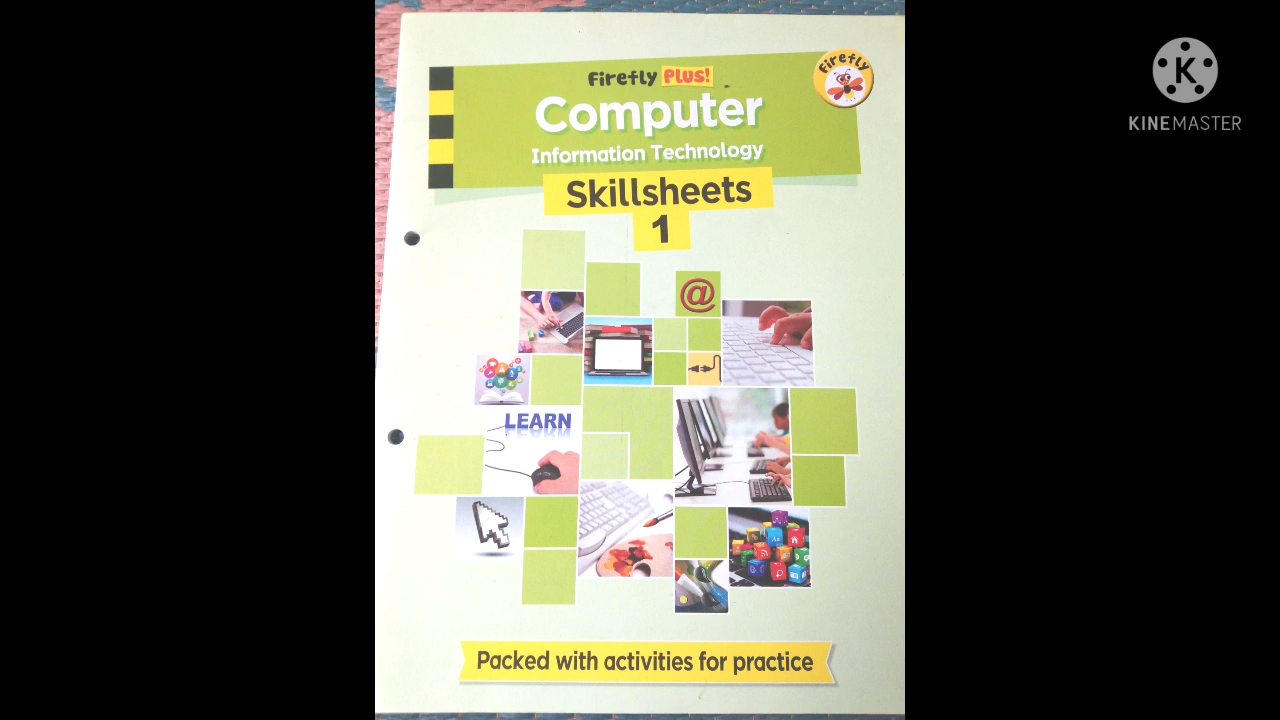 Firefly PLUS!
Firefly
Computer
Information Technology
Skillsheets
1
@
LEARN
Packed with activities for practice
K
KINEMASTER